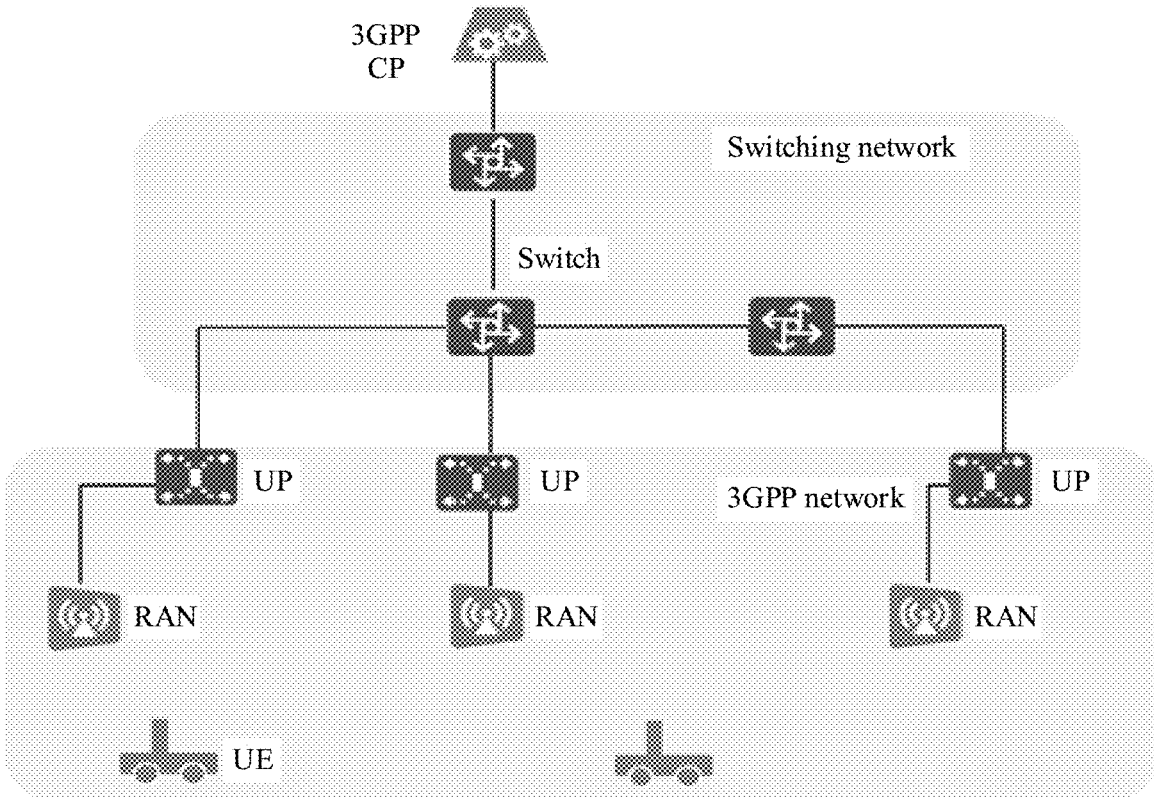 3GPP
CP
Switching network
Switch
UP
UP
3GPP network
UP
RAN
RAN
RAN
UE